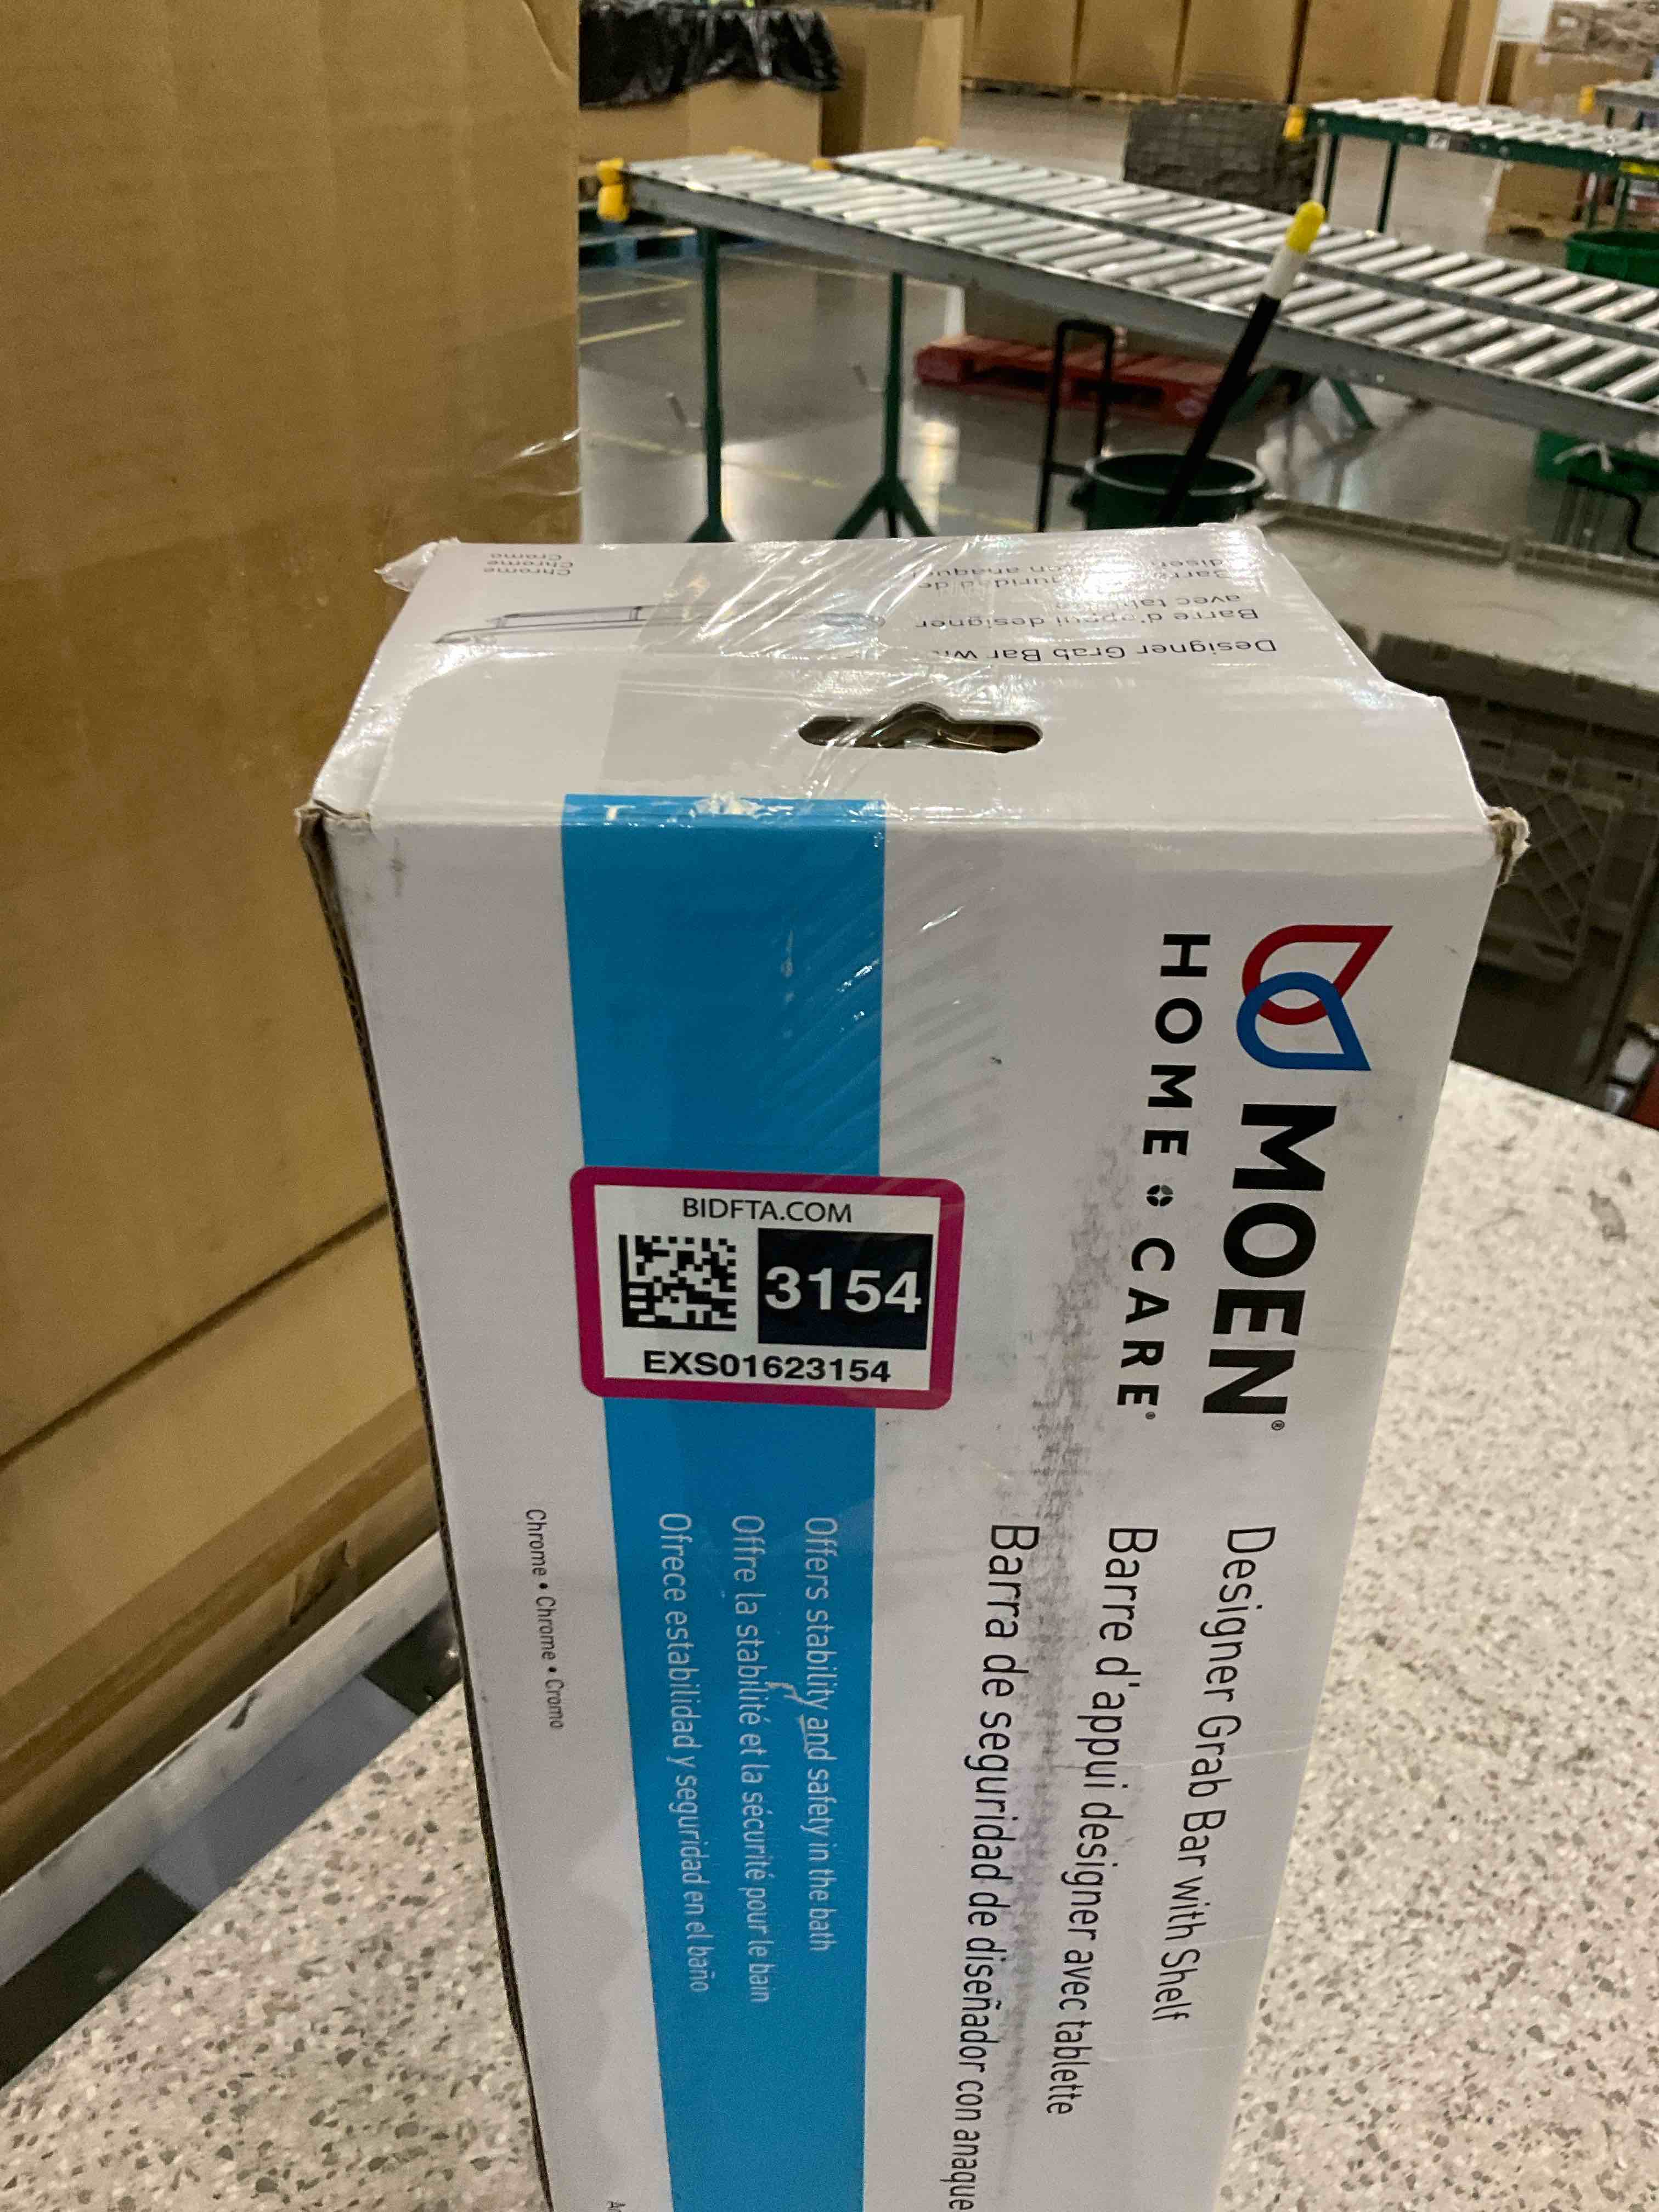 Chrome
Chrome
Cromo
Designer Grab Bar
Barre d'appui designer
avec
MOEN®
HOME CARE®
BIDFTA.COM
3154
EXS01623154
Designer Grab Bar with Shelf
Barre d'appui designer avec tablette
Barra de seguridad de diseñador con anaque
Offers stability and safety in the bath
Offre la stabilité et la sécurité pour le bain
Ofrece estabilidad y seguridad en el baño
Chrome • Chrome • Cromo